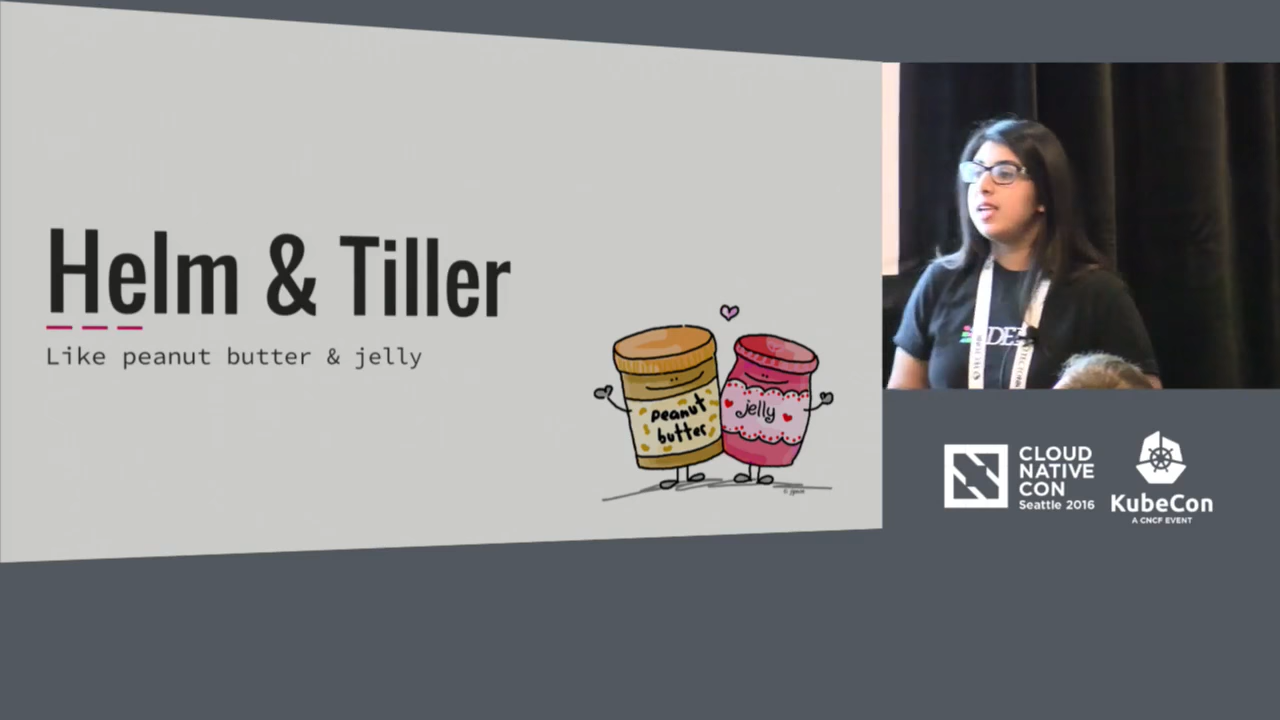 Helm & Tiller
Like peanut butter & jelly
peanut
butter
jelly
CLOUD
NATIVE
CON
Seattle 2016
KubeCon
A CNCF EVENT